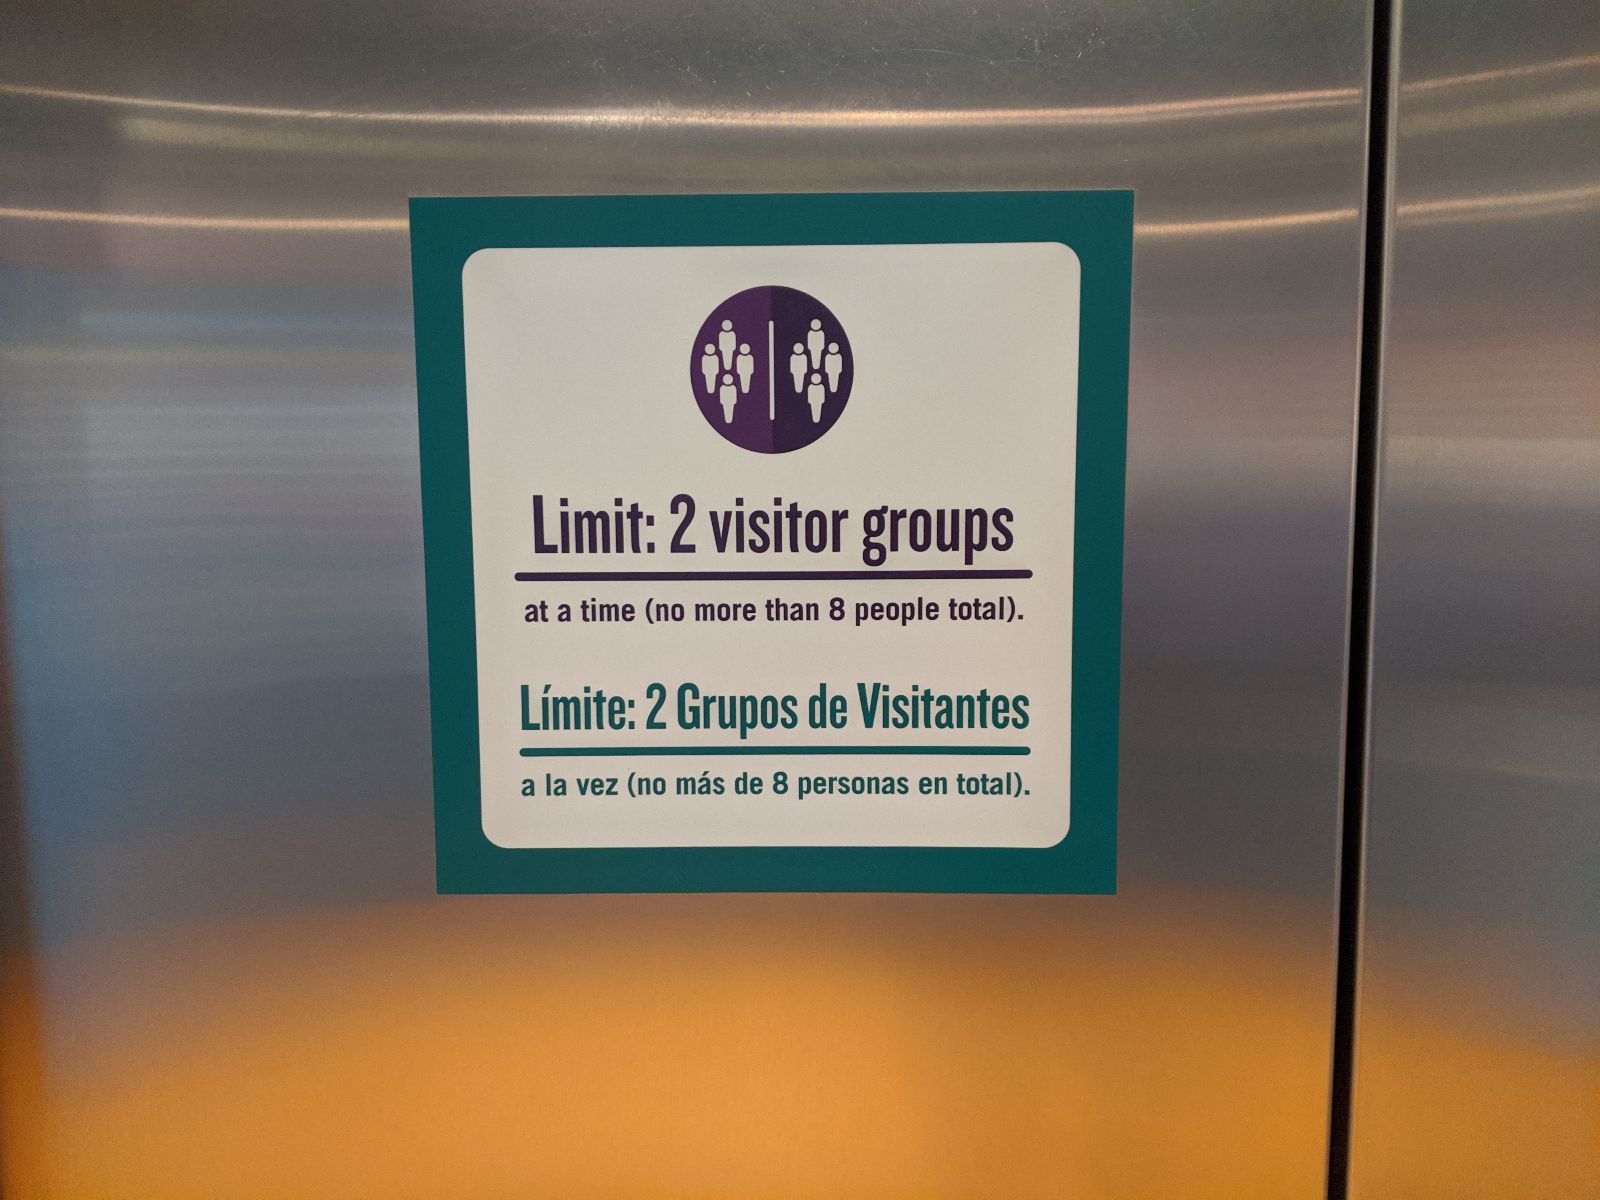 Limit: 2 visitor groups
at a time (no more than 8 people total).
Límite: 2 Grupos de Visitantes
a la vez (no más de 8 personas en total).